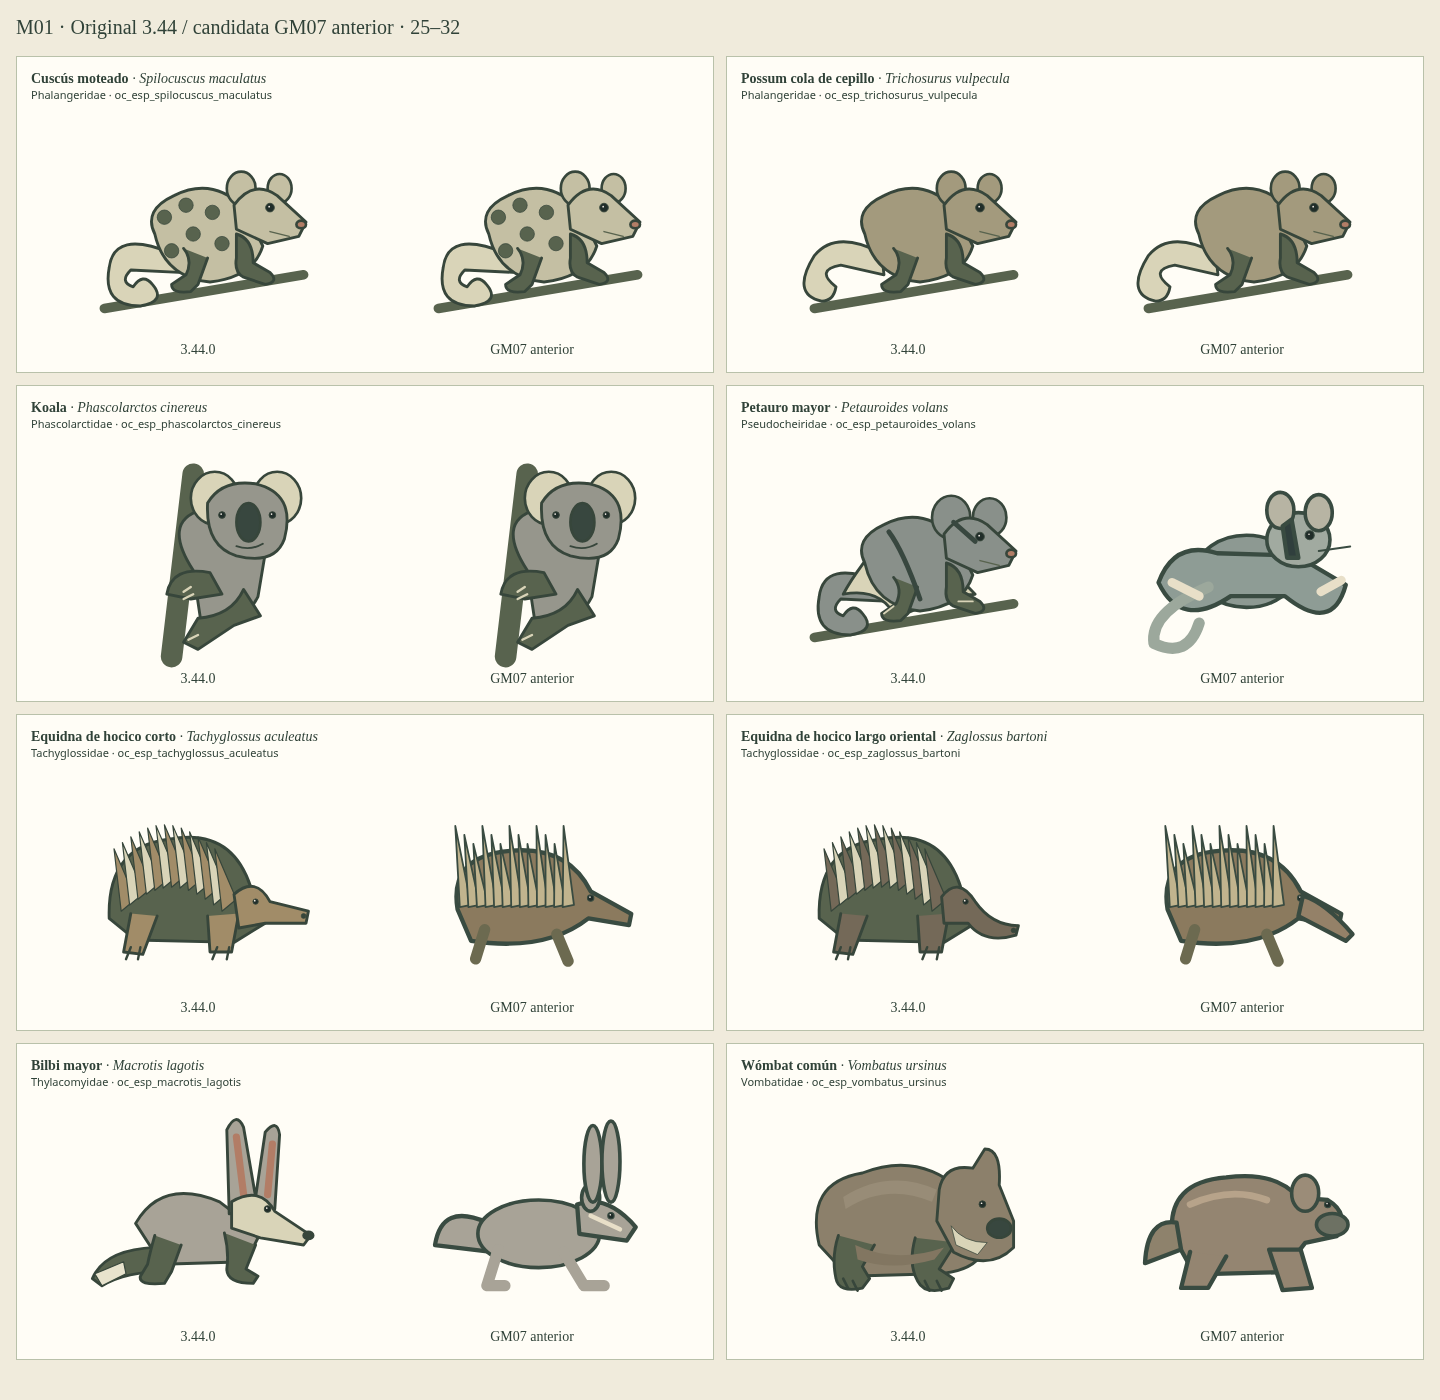 M01 · Original 3.44 / candidata GM07 anterior · 25–32
Cuscús moteado · Spilocuscus maculatus
Phalangeridae · oc_esp_spilocuscus_maculatus
3.44.0
GM07 anterior
Possum cola de cepillo · Trichosurus vulpecula
Phalangeridae · oc_esp_trichosurus_vulpecula
3.44.0
GM07 anterior
Koala · Phascolarctos cinereus
Phascolarctidae · oc_esp_phascolarctos_cinereus
3.44.0
GM07 anterior
Petauro mayor · Petauroides volans
Pseudocheiridae · oc_esp_petauroides_volans
3.44.0
GM07 anterior
Equidna de hocico corto · Tachyglossus aculeatus
Tachyglossidae · oc_esp_tachyglossus_aculeatus
3.44.0
GM07 anterior
Equidna de hocico largo oriental · Zaglossus bartoni
Tachyglossidae · oc_esp_zaglossus_bartoni
3.44.0
GM07 anterior
Bilbi mayor · Macrotis lagotis
Thylacomyidae · oc_esp_macrotis_lagotis
3.44.0
GM07 anterior
Wómbat común · Vombatus ursinus
Vombatidae · oc_esp_vombatus_ursinus
3.44.0
GM07 anterior